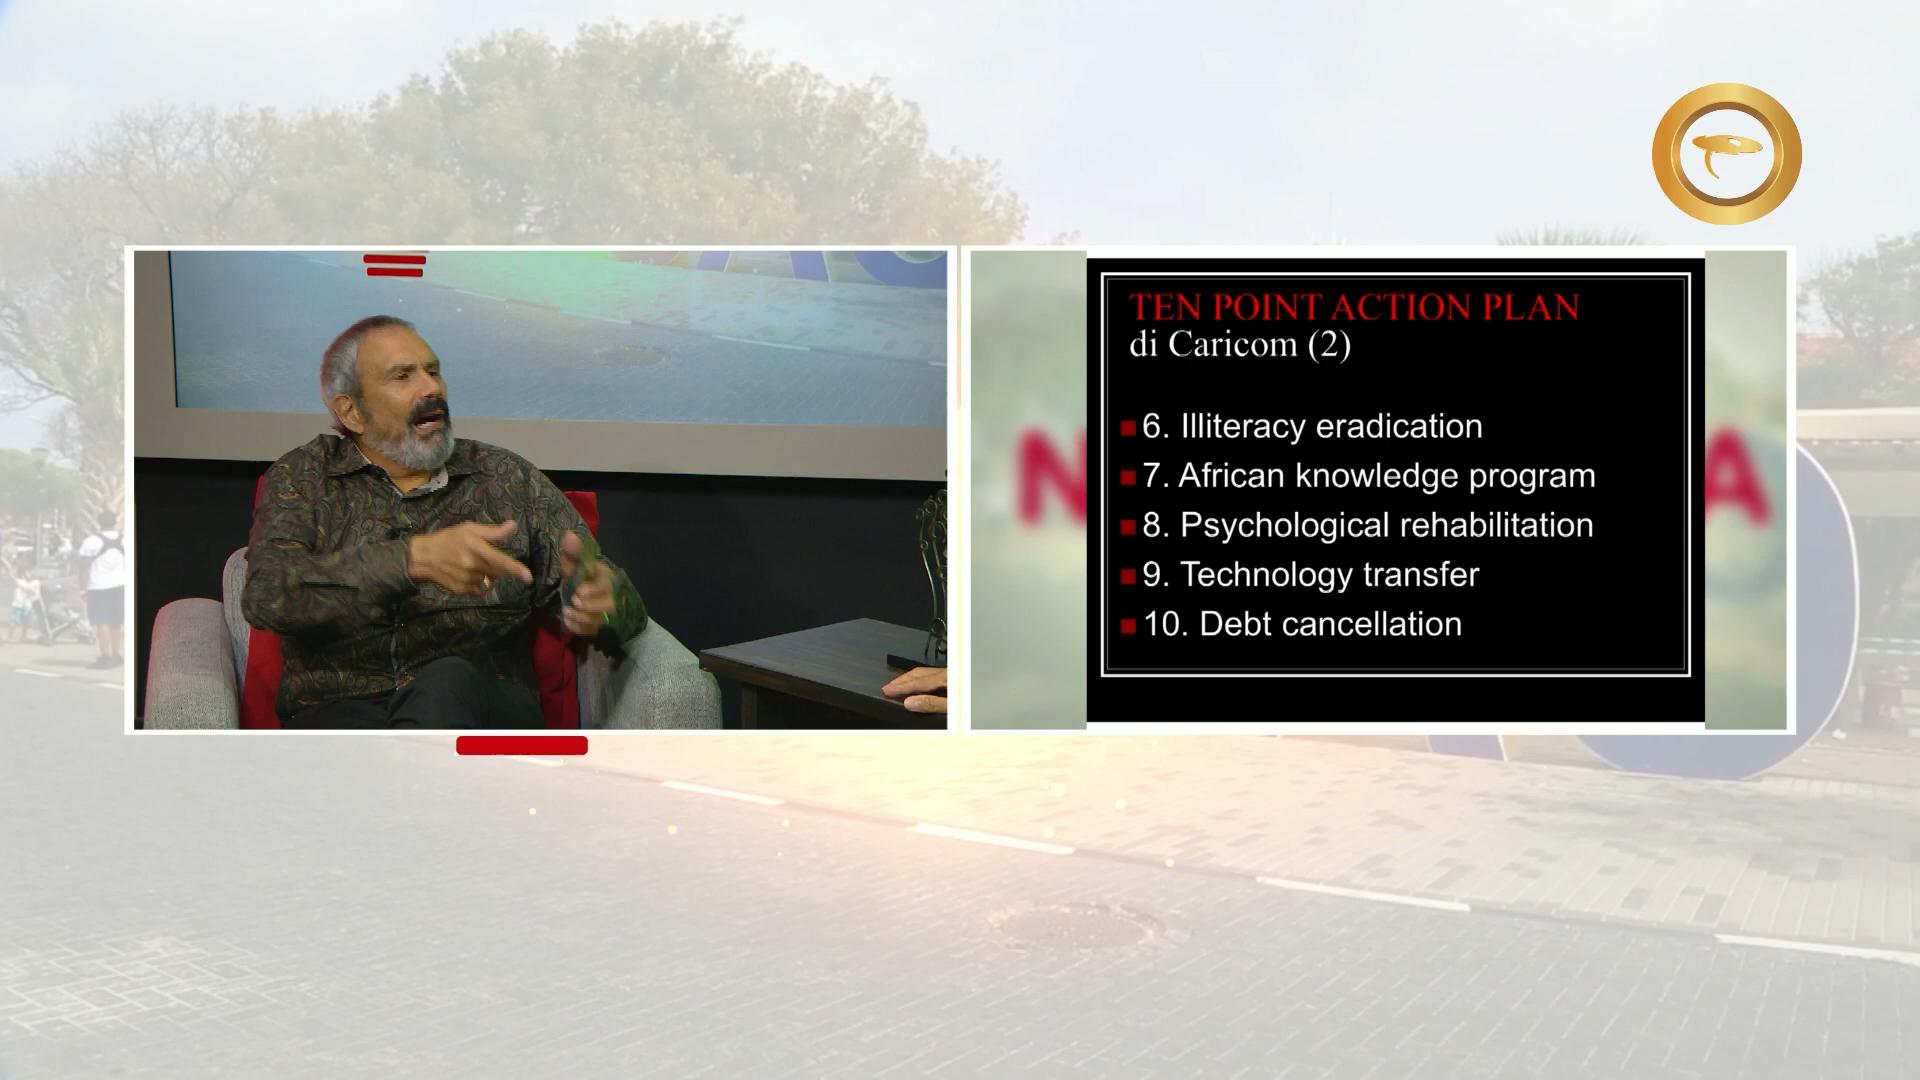 TEN POINT ACTION PLAN
di Caricom (2)
6. Illiteracy eradication
7. African knowledge program
8. Psychological rehabilitation
9. Technology transfer
10. Debt cancellation